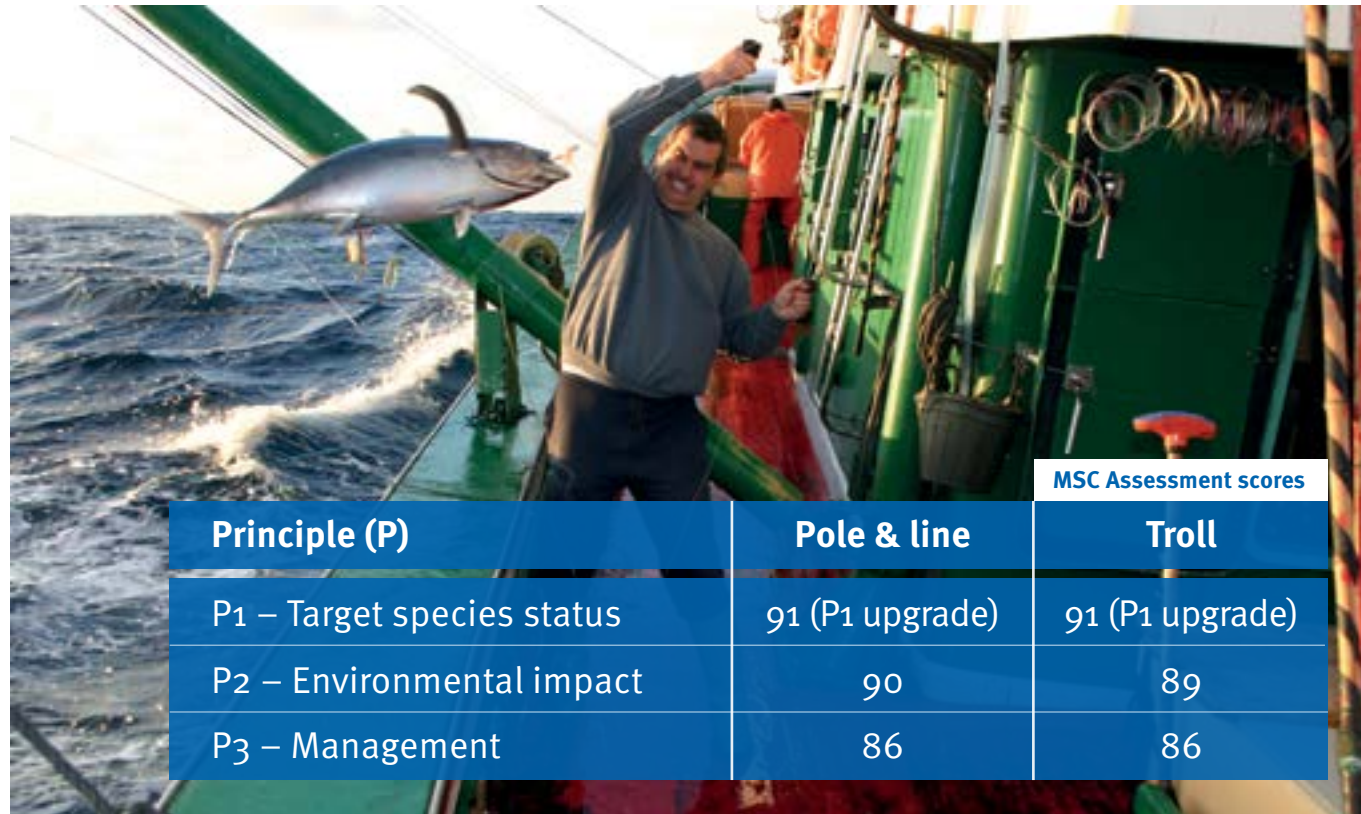 MSC Assessment scores
Principle (P) Pole & line Troll
P1 – Target species status 91 (P1 upgrade) 91 (P1 upgrade)
P2 – Environmental impact 90 89
P3 – Management 86 86